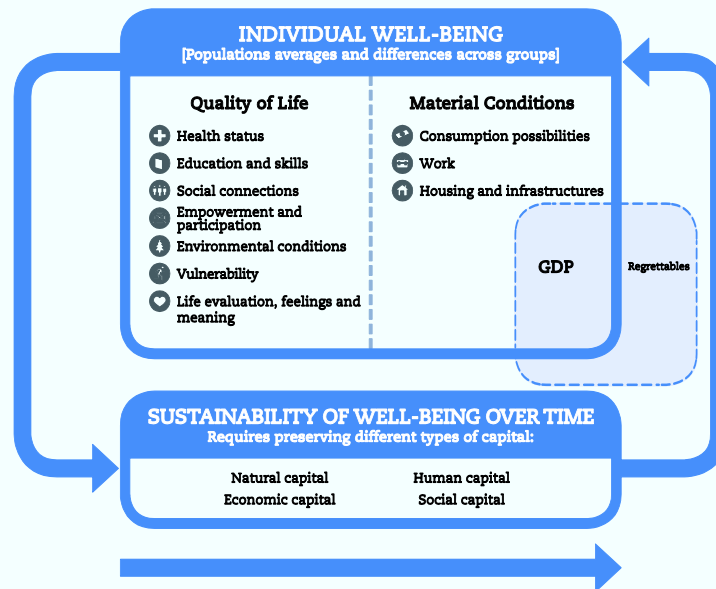 INDIVIDUAL WELL-BEING
[Populations averages and differences across groups]
Quality of Life
Health status
Education and skills
Social connections
Empowerment and
participation
Environmental conditions
Vulnerability
Life evaluation, feelings and
meaning
Material Conditions
Consumption possibilities
Work
Housing and infrastructures
GDP
Regrettables
SUSTAINABILITY OF WELL-BEING OVER TIME
Requires preserving different types of capital:
Natural capital
Human capital
Economic capital
Social capital